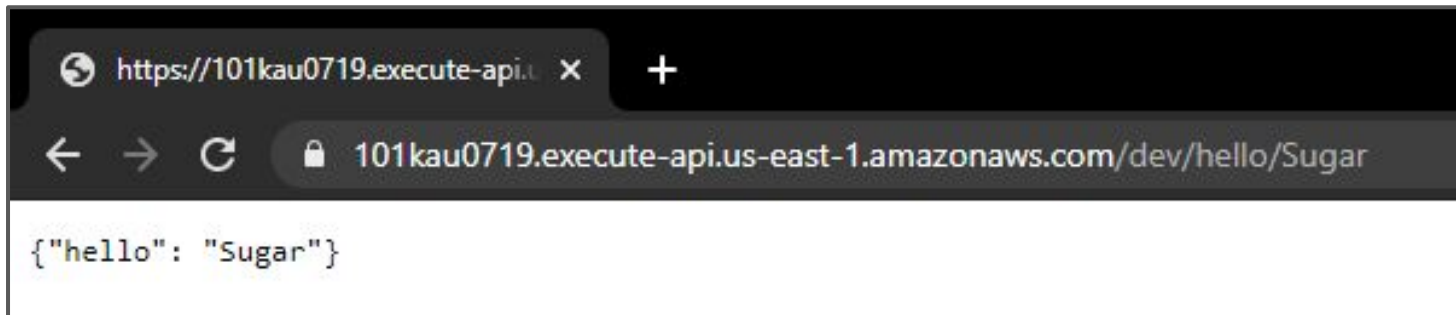 https://101kau0719.execute-api.u
101kau0719.execute-api.us-east-1.amazonaws.com/dev/hello/Sugar
{"hello": "Sugar"}